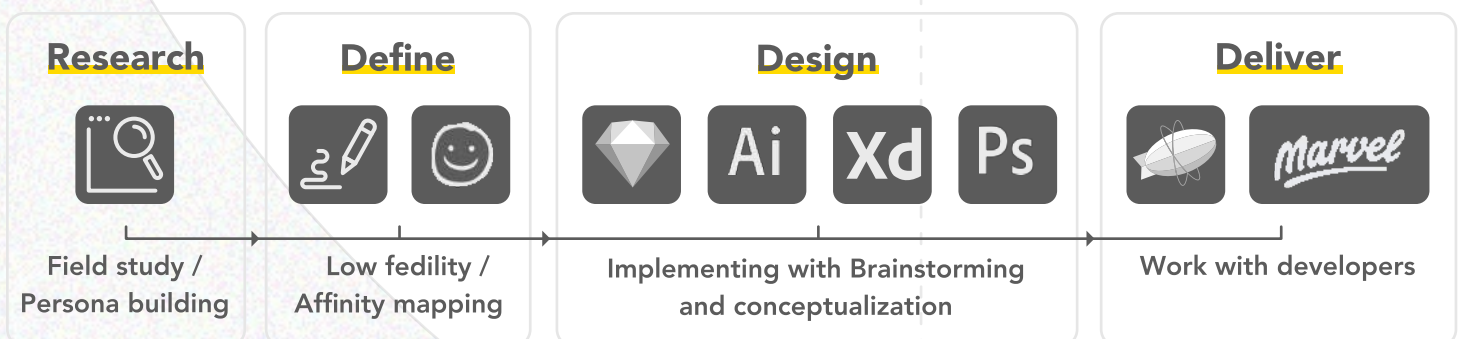 Research
Define
Design
Deliver
Ai
Xd
Ps
Marvel
Field study /
Persona building
Low fedility /
Affinity mapping
Implementing with Brainstorming
and conceptualization
Work with developers